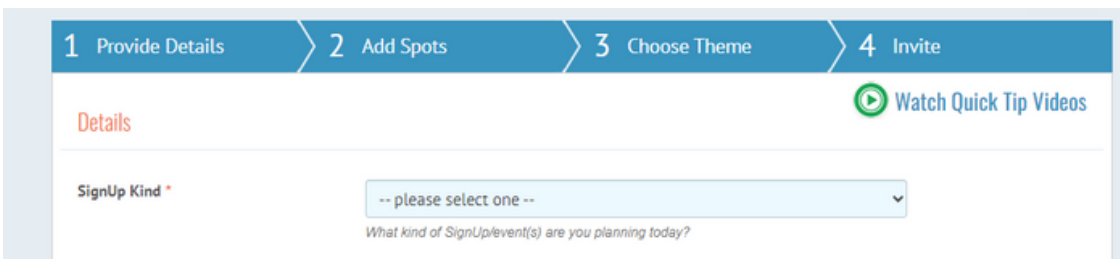 1 Provide Details 2 Add Spots 3 Choose Theme 4 Invite
Watch Quick Tip Videos
Details
SignUp Kind *
-- please select one --
What kind of SignUp/event(s) are you planning today?